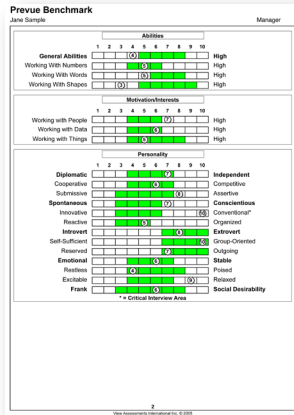 Prevue Benchmark
Jane Sample Manager
Abilities
1 2 3 4 5 6 7 8 9 10
General Abilities 4 High
Working With Numbers 5 High
Working With Words 5 High
Working With Shapes 3 High
Motivation/Interests
1 2 3 4 5 6 7 8 9 10
Working with People 7 High
Working with Data 6 High
Working with Things 5 High
Personality
1 2 3 4 5 6 7 8 9 10
Diplomatic 7 Independent
Cooperative 6 Competitive
Submissive 8 Assertive
Spontaneous 7 Conscientious
Innovative 10 Conventional*
Reactive 5 Organized
Introvert 8 Extrovert
Self-Sufficient 10 Group-Oriented
Reserved 7 Outgoing
Emotional 6 Stable
Restless 4 Poised
Excitable 9 Relaxed
Frank 6 Social Desirability
* = Critical Interview Area
2
View Assessments International Inc. © 2005